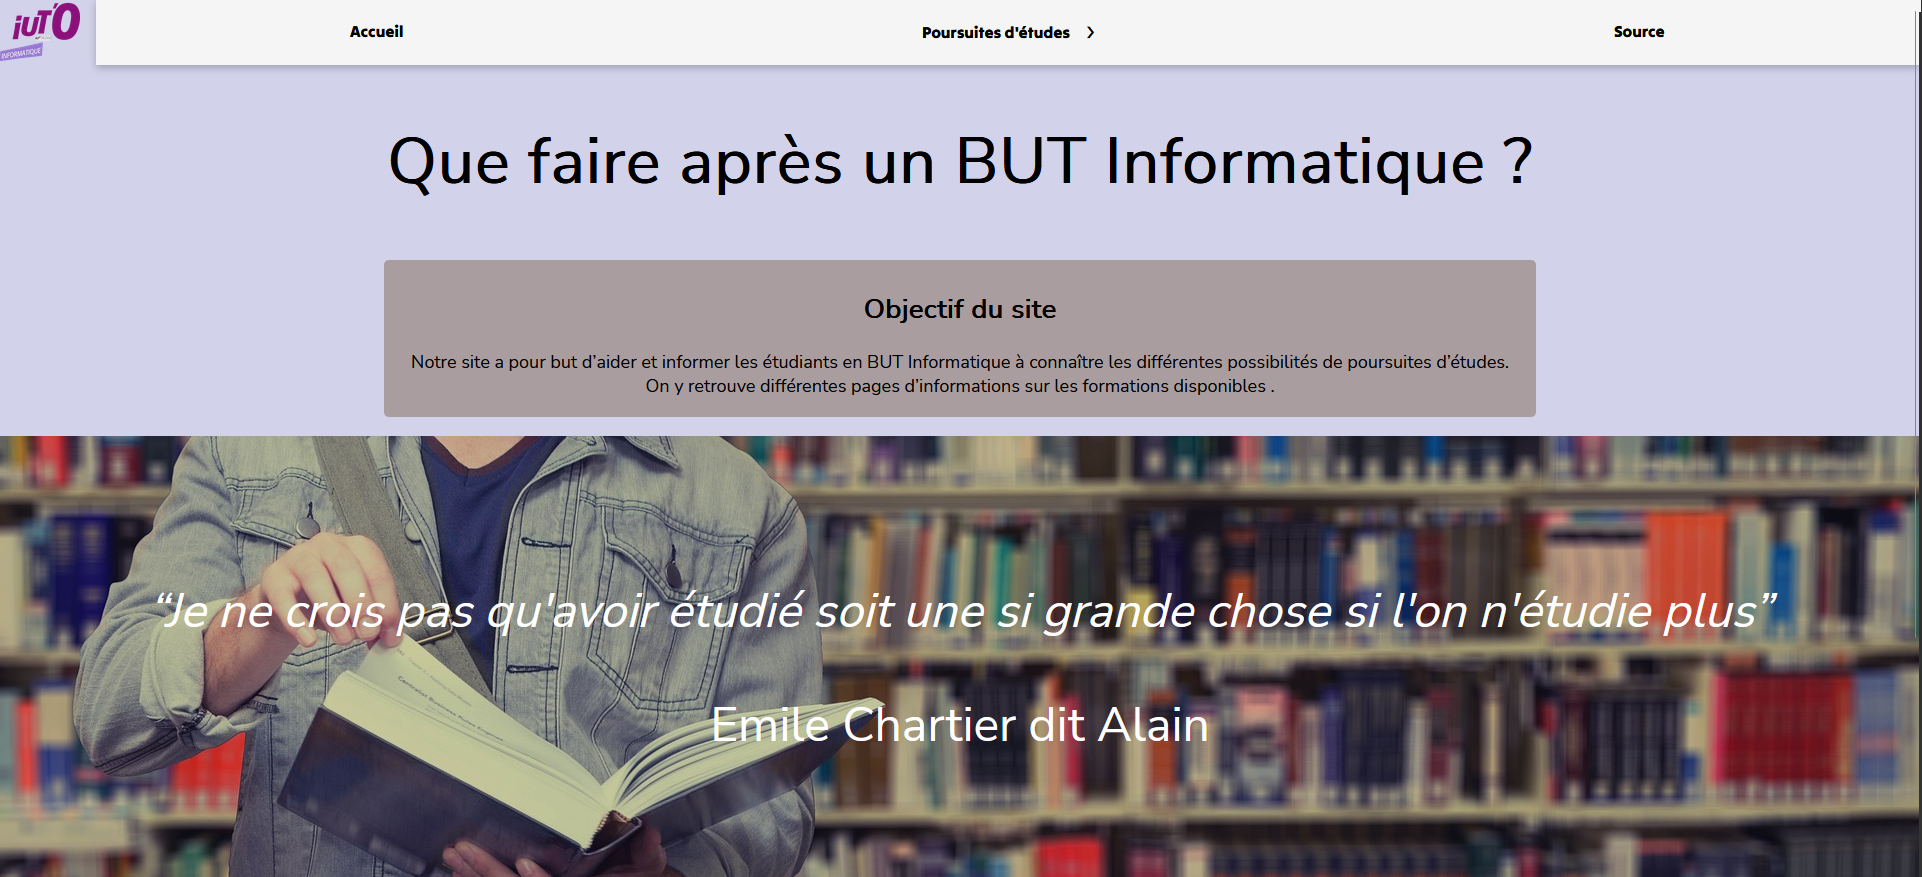 iUT'O
INFORMATIQUE
Accueil
Poursuites d'études
Source
Que faire après un BUT Informatique ?
Objectif du site
Notre site a pour but d’aider et informer les étudiants en BUT Informatique à connaître les différentes possibilités de poursuites d’études.
On y retrouve différentes pages d’informations sur les formations disponibles .
“Je ne crois pas qu'avoir étudié soit une si grande chose si l'on n'étudie plus”
Emile Chartier dit Alain